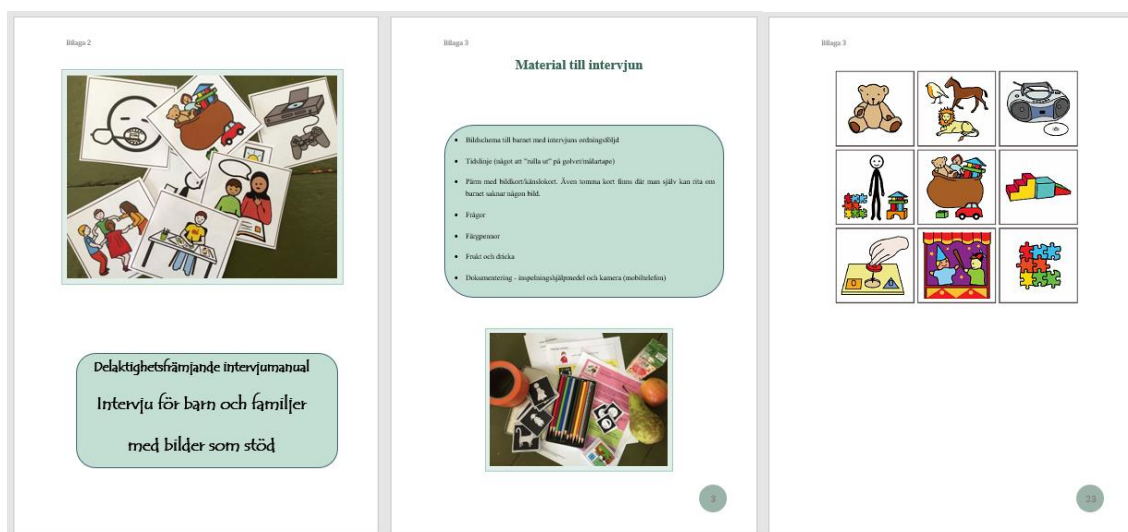 Bilaga 2
Delaktighetsfrämjande intervjumanual
Intervju för barn och familjer
med bilder som stöd
Bilaga 3
Material till intervjun
• Bildschema till barnet med intervjuns ordningsföljd
• Tidslinje (något att "rulla ut" på golvet/målartape)
• Pärm med bildkort/känslokort. Även tomma kort finns där man själv kan rita om
barnet saknar någon bild.
• Frågor
• Färgpennor
• Frukt och dricka
• Dokumentering - inspelningshjälpmedel och kamera (mobiltelefon)
3
Bilaga 3
33